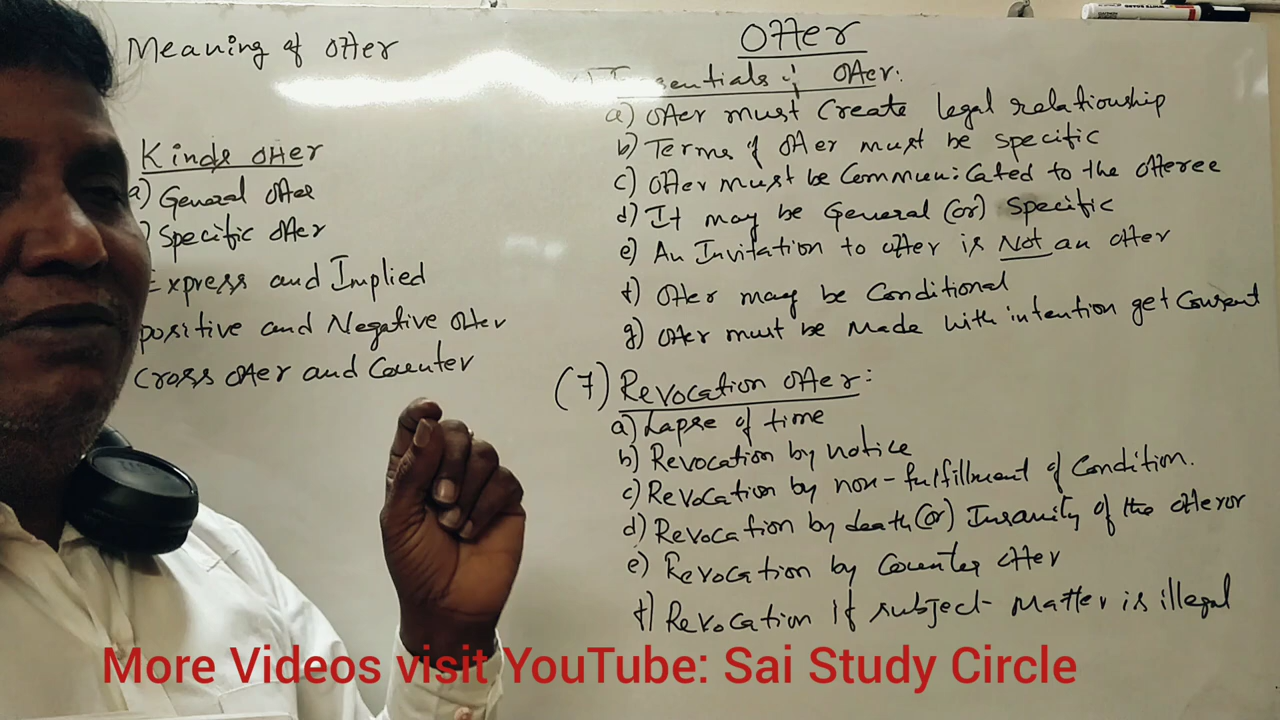 Meaning of offer
Kinds offer
a) General offer
) Specific offer
Express and Implied
positive and Negative offer
Cross offer and Counter
Offer
Essentials of offer:
a) Offer must Create legal relationship
b) Terms of offer must be specific
c) Offer must be Communicated to the offeree
d) It may be General (or) Specific
e) An Invitation to offer is Not an offer
f) Offer may be Conditional
g) Offer must be Made with intention get Consent
(7) Revocation offer:
a) Lapse of time
b) Revocation by notice
c) Revocation by non-fulfillment of Condition.
d) Revocation by death (or) Insanity of the offeror
e) Revocation by Counter offer
f) Revocation If subject-matter is illegal
More Videos visit YouTube: Sai Study Circle